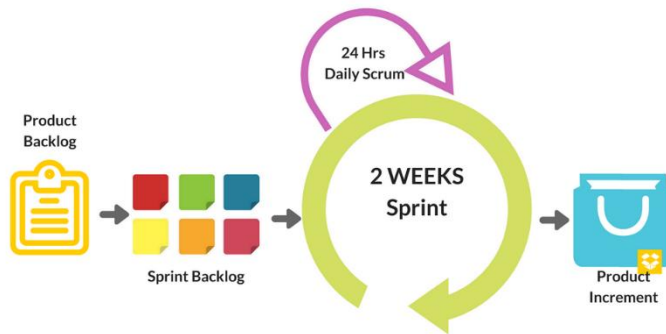 24 Hrs
Daily Scrum
Product
Backlog
2 WEEKS
Sprint
Sprint Backlog
Product
Increment